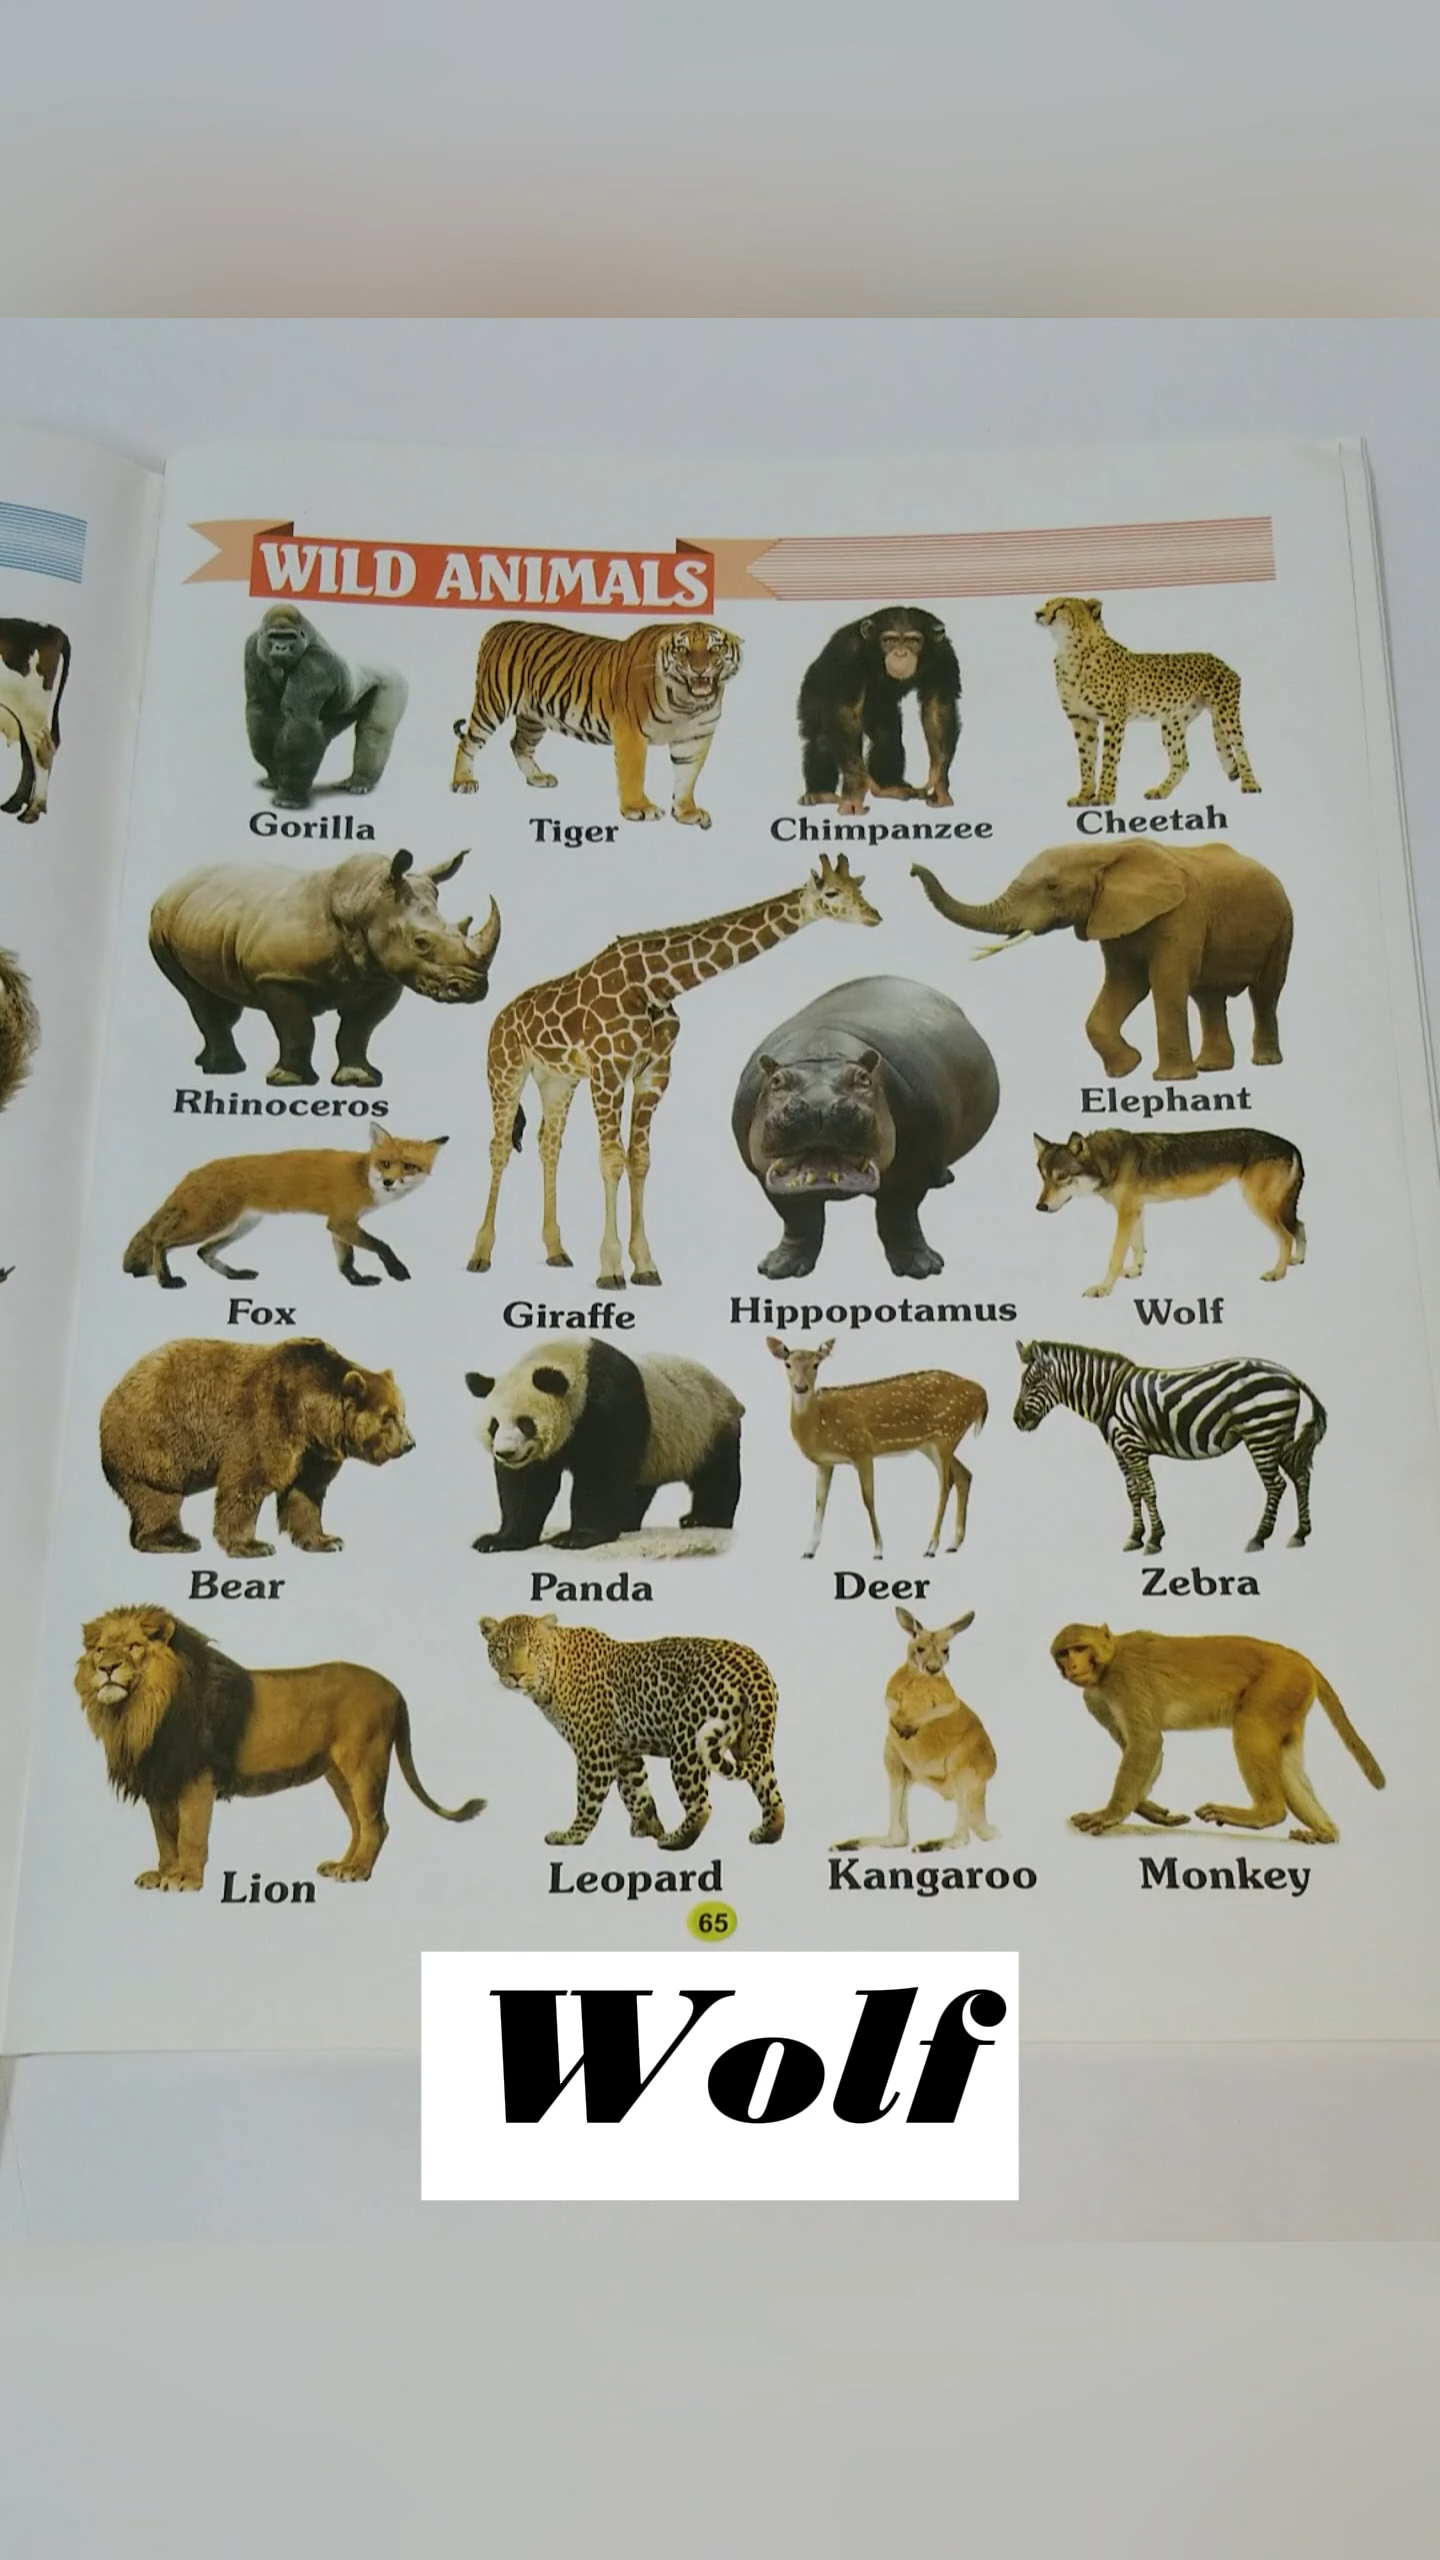 WILD ANIMALS
Gorilla Tiger Chimpanzee Cheetah
Rhinoceros Elephant
Fox Giraffe Hippopotamus Wolf
Bear Panda Deer Zebra
Lion Leopard Kangaroo Monkey
65
Wolf